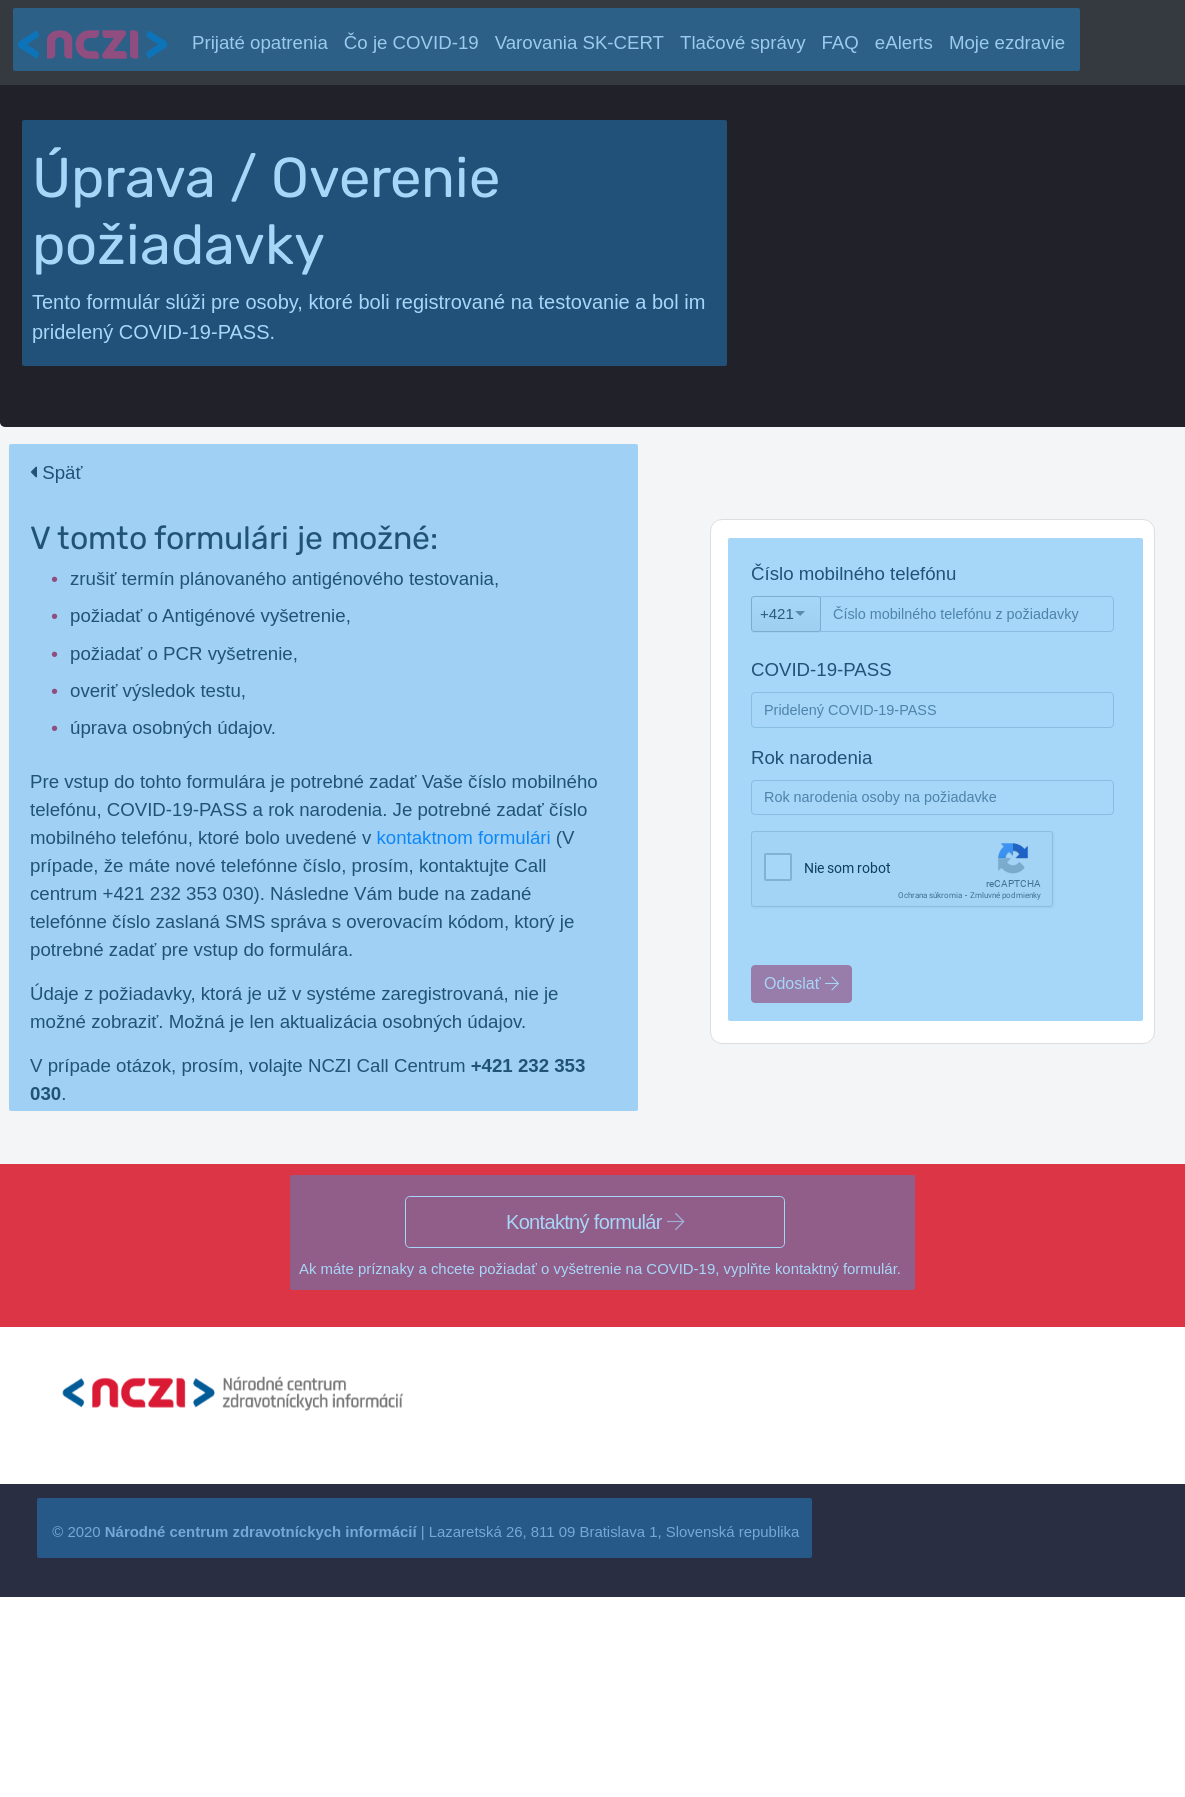 nczi Prijaté opatrenia Čo je COVID-19 Varovania SK-CERT Tlačové správy FAQ eAlerts Moje ezdravie
Úprava / Overenie
požiadavky
Tento formulár slúži pre osoby, ktoré boli registrované na testovanie a bol im
pridelený COVID-19-PASS.
Späť
V tomto formulári je možné:
• zrušiť termín plánovaného antigénového testovania,
• požiadať o Antigénové vyšetrenie,
• požiadať o PCR vyšetrenie,
• overiť výsledok testu,
• úprava osobných údajov.
Pre vstup do tohto formulára je potrebné zadať Vaše číslo mobilného
telefónu, COVID-19-PASS a rok narodenia. Je potrebné zadať číslo
mobilného telefónu, ktoré bolo uvedené v kontaktnom formulári (V
prípade, že máte nové telefónne číslo, prosím, kontaktujte Call
centrum +421 232 353 030). Následne Vám bude na zadané
telefónne číslo zaslaná SMS správa s overovacím kódom, ktorý je
potrebné zadať pre vstup do formulára.
Údaje z požiadavky, ktorá je už v systéme zaregistrovaná, nie je
možné zobraziť. Možná je len aktualizácia osobných údajov.
V prípade otázok, prosím, volajte NCZI Call Centrum +421 232 353
030.
Číslo mobilného telefónu
+421 Číslo mobilného telefónu z požiadavky
COVID-19-PASS
Pridelený COVID-19-PASS
Rok narodenia
Rok narodenia osoby na požiadavke
Nie som robot
reCAPTCHA
Ochrana súkromia - Zmluvné podmienky
Odoslať
Kontaktný formulár
Ak máte príznaky a chcete požiadať o vyšetrenie na COVID-19, vyplňte kontaktný formulár.
nczi Národné centrum
zdravotníckych informácií
© 2020 Národné centrum zdravotníckych informácií | Lazaretská 26, 811 09 Bratislava 1, Slovenská republika